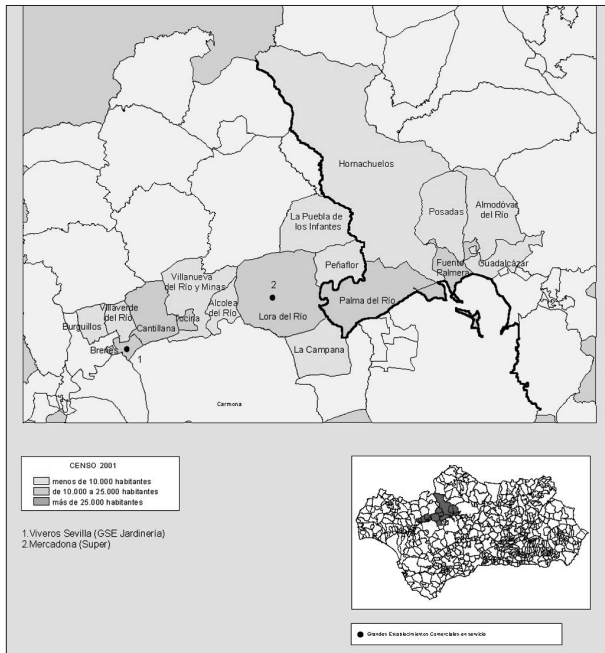 Hornachuelos
La Puebla de
los Infantes
Posadas
Almodóvar
del Río
Peñaflor
Fuente
Palmera
Guadalcázar
Villanueva
del Río y Minas
2
Palma del Río
Villaverde
del Río
Alcolea
del Río
Lora del Río
Burguillos
Cantillana
Tocina
Brenes
1
La Campana
Carmona
CENSO 2001
menos de 10.000 habitantes
de 10.000 a 25.000 habitantes
más de 25.000 habitantes
1.Viveros Sevilla (GSE Jardinería)
2.Mercadona (Super)
Grandes Establecimientos Comerciales en servicio